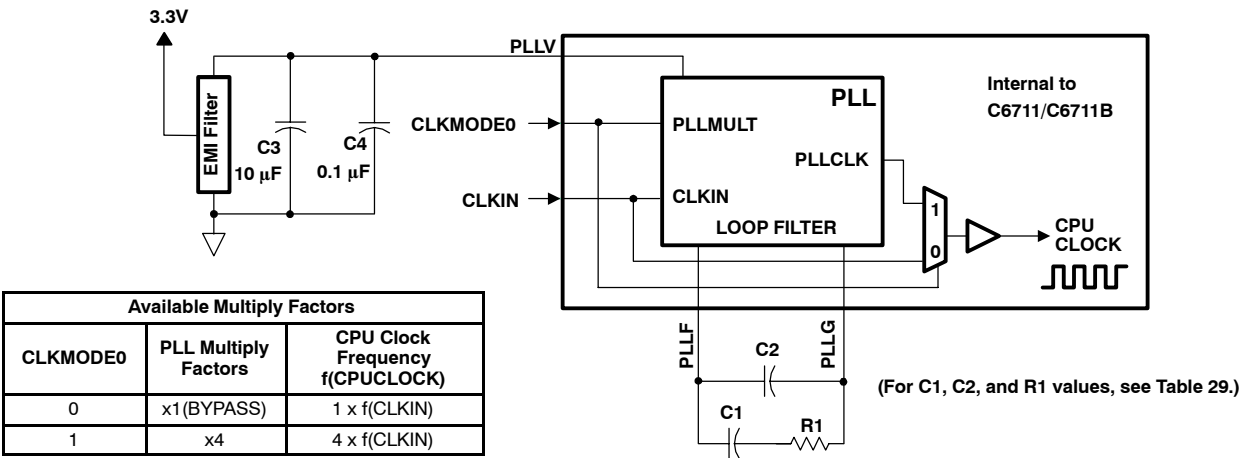 3.3V
PLLV
EMI Filter
C3
10 μF
C4
0.1 μF
CLKMODE0
CLKIN
PLL
PLLMULT
PLLCLK
CLKIN
LOOP FILTER
Internal to
C6711/C6711B
1
0
CPU
CLOCK
PLLF
PLLG
C2
C1
R1
(For C1, C2, and R1 values, see Table 29.)
Available Multiply Factors
CLKMODE0
PLL Multiply
Factors
CPU Clock
Frequency
f(CPUCLOCK)
0
x1(BYPASS)
1 x f(CLKIN)
1
x4
4 x f(CLKIN)